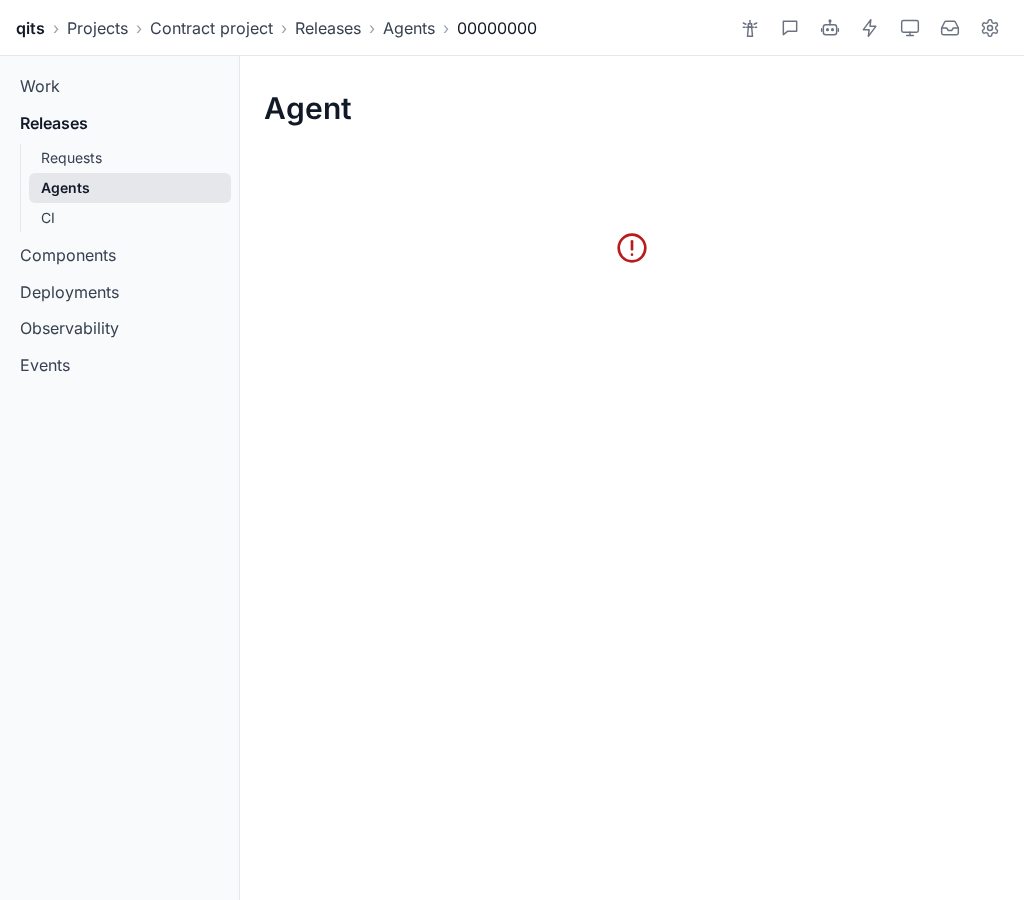 qits › Projects › Contract project › Releases › Agents › 00000000
Work
Releases
Requests
Agents
CI
Components
Deployments
Observability
Events
Agent